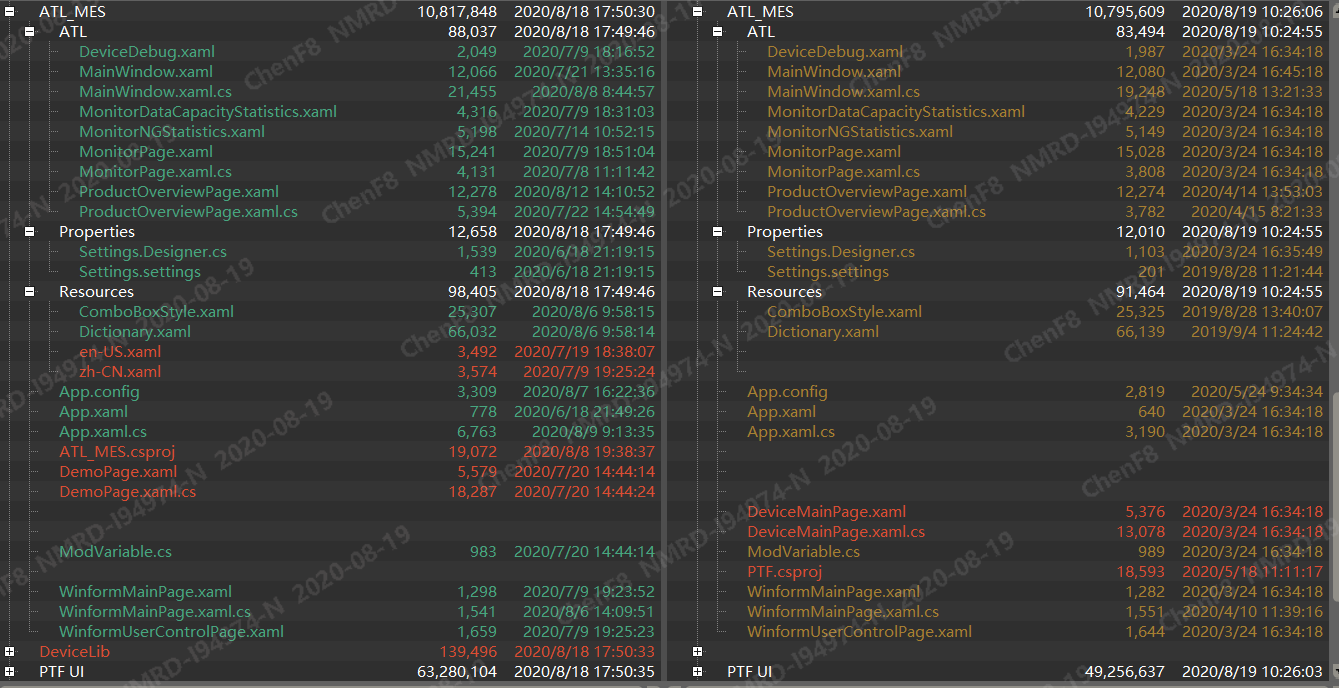 ATL_MES 10,817,848 2020/8/18 17:50:30 ATL_MES 10,795,609 2020/8/19 10:26:06
ATL 88,037 2020/8/18 17:49:46 ATL 83,494 2020/8/19 10:24:55
DeviceDebug.xaml 2,049 2020/7/9 18:16:52 DeviceDebug.xaml 1,987 2020/3/24 16:34:18
MainWindow.xaml 12,066 2020/7/21 13:35:16 MainWindow.xaml 12,080 2020/3/24 16:45:18
MainWindow.xaml.cs 21,455 2020/8/8 8:44:57 MainWindow.xaml.cs 19,248 2020/5/18 13:21:33
MonitorDataCapacityStatistics.xaml 4,316 2020/7/9 18:31:03 MonitorDataCapacityStatistics.xaml 4,229 2020/3/24 16:34:18
MonitorNGStatistics.xaml 5,198 2020/7/14 10:52:15 MonitorNGStatistics.xaml 5,149 2020/3/24 16:34:18
MonitorPage.xaml 15,241 2020/7/9 18:51:04 MonitorPage.xaml 15,028 2020/3/24 16:34:18
MonitorPage.xaml.cs 4,131 2020/7/8 11:11:42 MonitorPage.xaml.cs 3,808 2020/3/24 16:34:18
ProductOverviewPage.xaml 12,278 2020/8/12 14:10:52 ProductOverviewPage.xaml 12,274 2020/4/14 13:53:03
ProductOverviewPage.xaml.cs 5,394 2020/7/22 14:54:49 ProductOverviewPage.xaml.cs 3,782 2020/4/15 8:21:33
Properties 12,658 2020/8/18 17:49:46 Properties 12,010 2020/8/19 10:24:55
Settings.Designer.cs 1,539 2020/6/18 21:19:15 Settings.Designer.cs 1,103 2020/3/24 16:35:49
Settings.settings 413 2020/6/18 21:19:15 Settings.settings 201 2019/8/28 11:21:44
Resources 98,405 2020/8/18 17:49:46 Resources 91,464 2020/8/19 10:24:55
ComboBoxStyle.xaml 25,307 2020/8/6 9:58:15 ComboBoxStyle.xaml 25,325 2019/8/28 13:40:07
Dictionary.xaml 66,032 2020/8/6 9:58:14 Dictionary.xaml 66,139 2019/9/4 11:24:42
en-US.xaml 3,492 2020/7/19 18:38:07
zh-CN.xaml 3,574 2020/7/9 19:25:24
App.config 3,309 2020/8/7 16:22:36 App.config 2,819 2020/5/24 9:34:34
App.xaml 778 2020/6/18 21:49:26 App.xaml 640 2020/3/24 16:34:18
App.xaml.cs 6,763 2020/8/9 9:13:35 App.xaml.cs 3,190 2020/3/24 16:34:18
ATL_MES.csproj 19,072 2020/8/8 19:38:37
DemoPage.xaml 5,579 2020/7/20 14:44:14
DemoPage.xaml.cs 18,287 2020/7/20 14:44:24
DeviceMainPage.xaml 5,376 2020/3/24 16:34:18
DeviceMainPage.xaml.cs 13,078 2020/3/24 16:34:18
ModVariable.cs 983 2020/7/20 14:44:14 ModVariable.cs 989 2020/3/24 16:34:18
PTF.csproj 18,593 2020/5/18 11:11:17
WinformMainPage.xaml 1,298 2020/7/9 19:23:52 WinformMainPage.xaml 1,282 2020/3/24 16:34:18
WinformMainPage.xaml.cs 1,541 2020/8/6 14:09:51 WinformMainPage.xaml.cs 1,551 2020/4/10 11:39:16
WinformUserControlPage.xaml 1,659 2020/7/9 19:25:23 WinformUserControlPage.xaml 1,644 2020/3/24 16:34:18
DeviceLib 139,496 2020/8/18 17:50:33
PTF UI 63,280,104 2020/8/18 17:50:35 PTF UI 49,256,637 2020/8/19 10:26:03
ChenF8 NMRD-I94974-N 2020-08-19